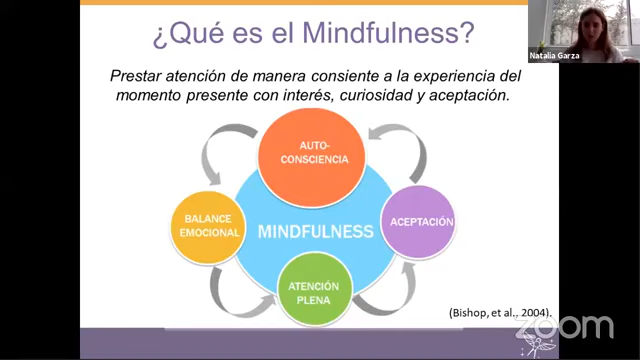 ¿Qué es el Mindfulness?
Natalia Garza
Prestar atención de manera consiente a la experiencia del
momento presente con interés, curiosidad y aceptación.
AUTO-
CONSCIENCIA
BALANCE
EMOCIONAL
MINDFULNESS
ACEPTACIÓN
ATENCIÓN
PLENA
(Bishop, et al., 2004).
zoom